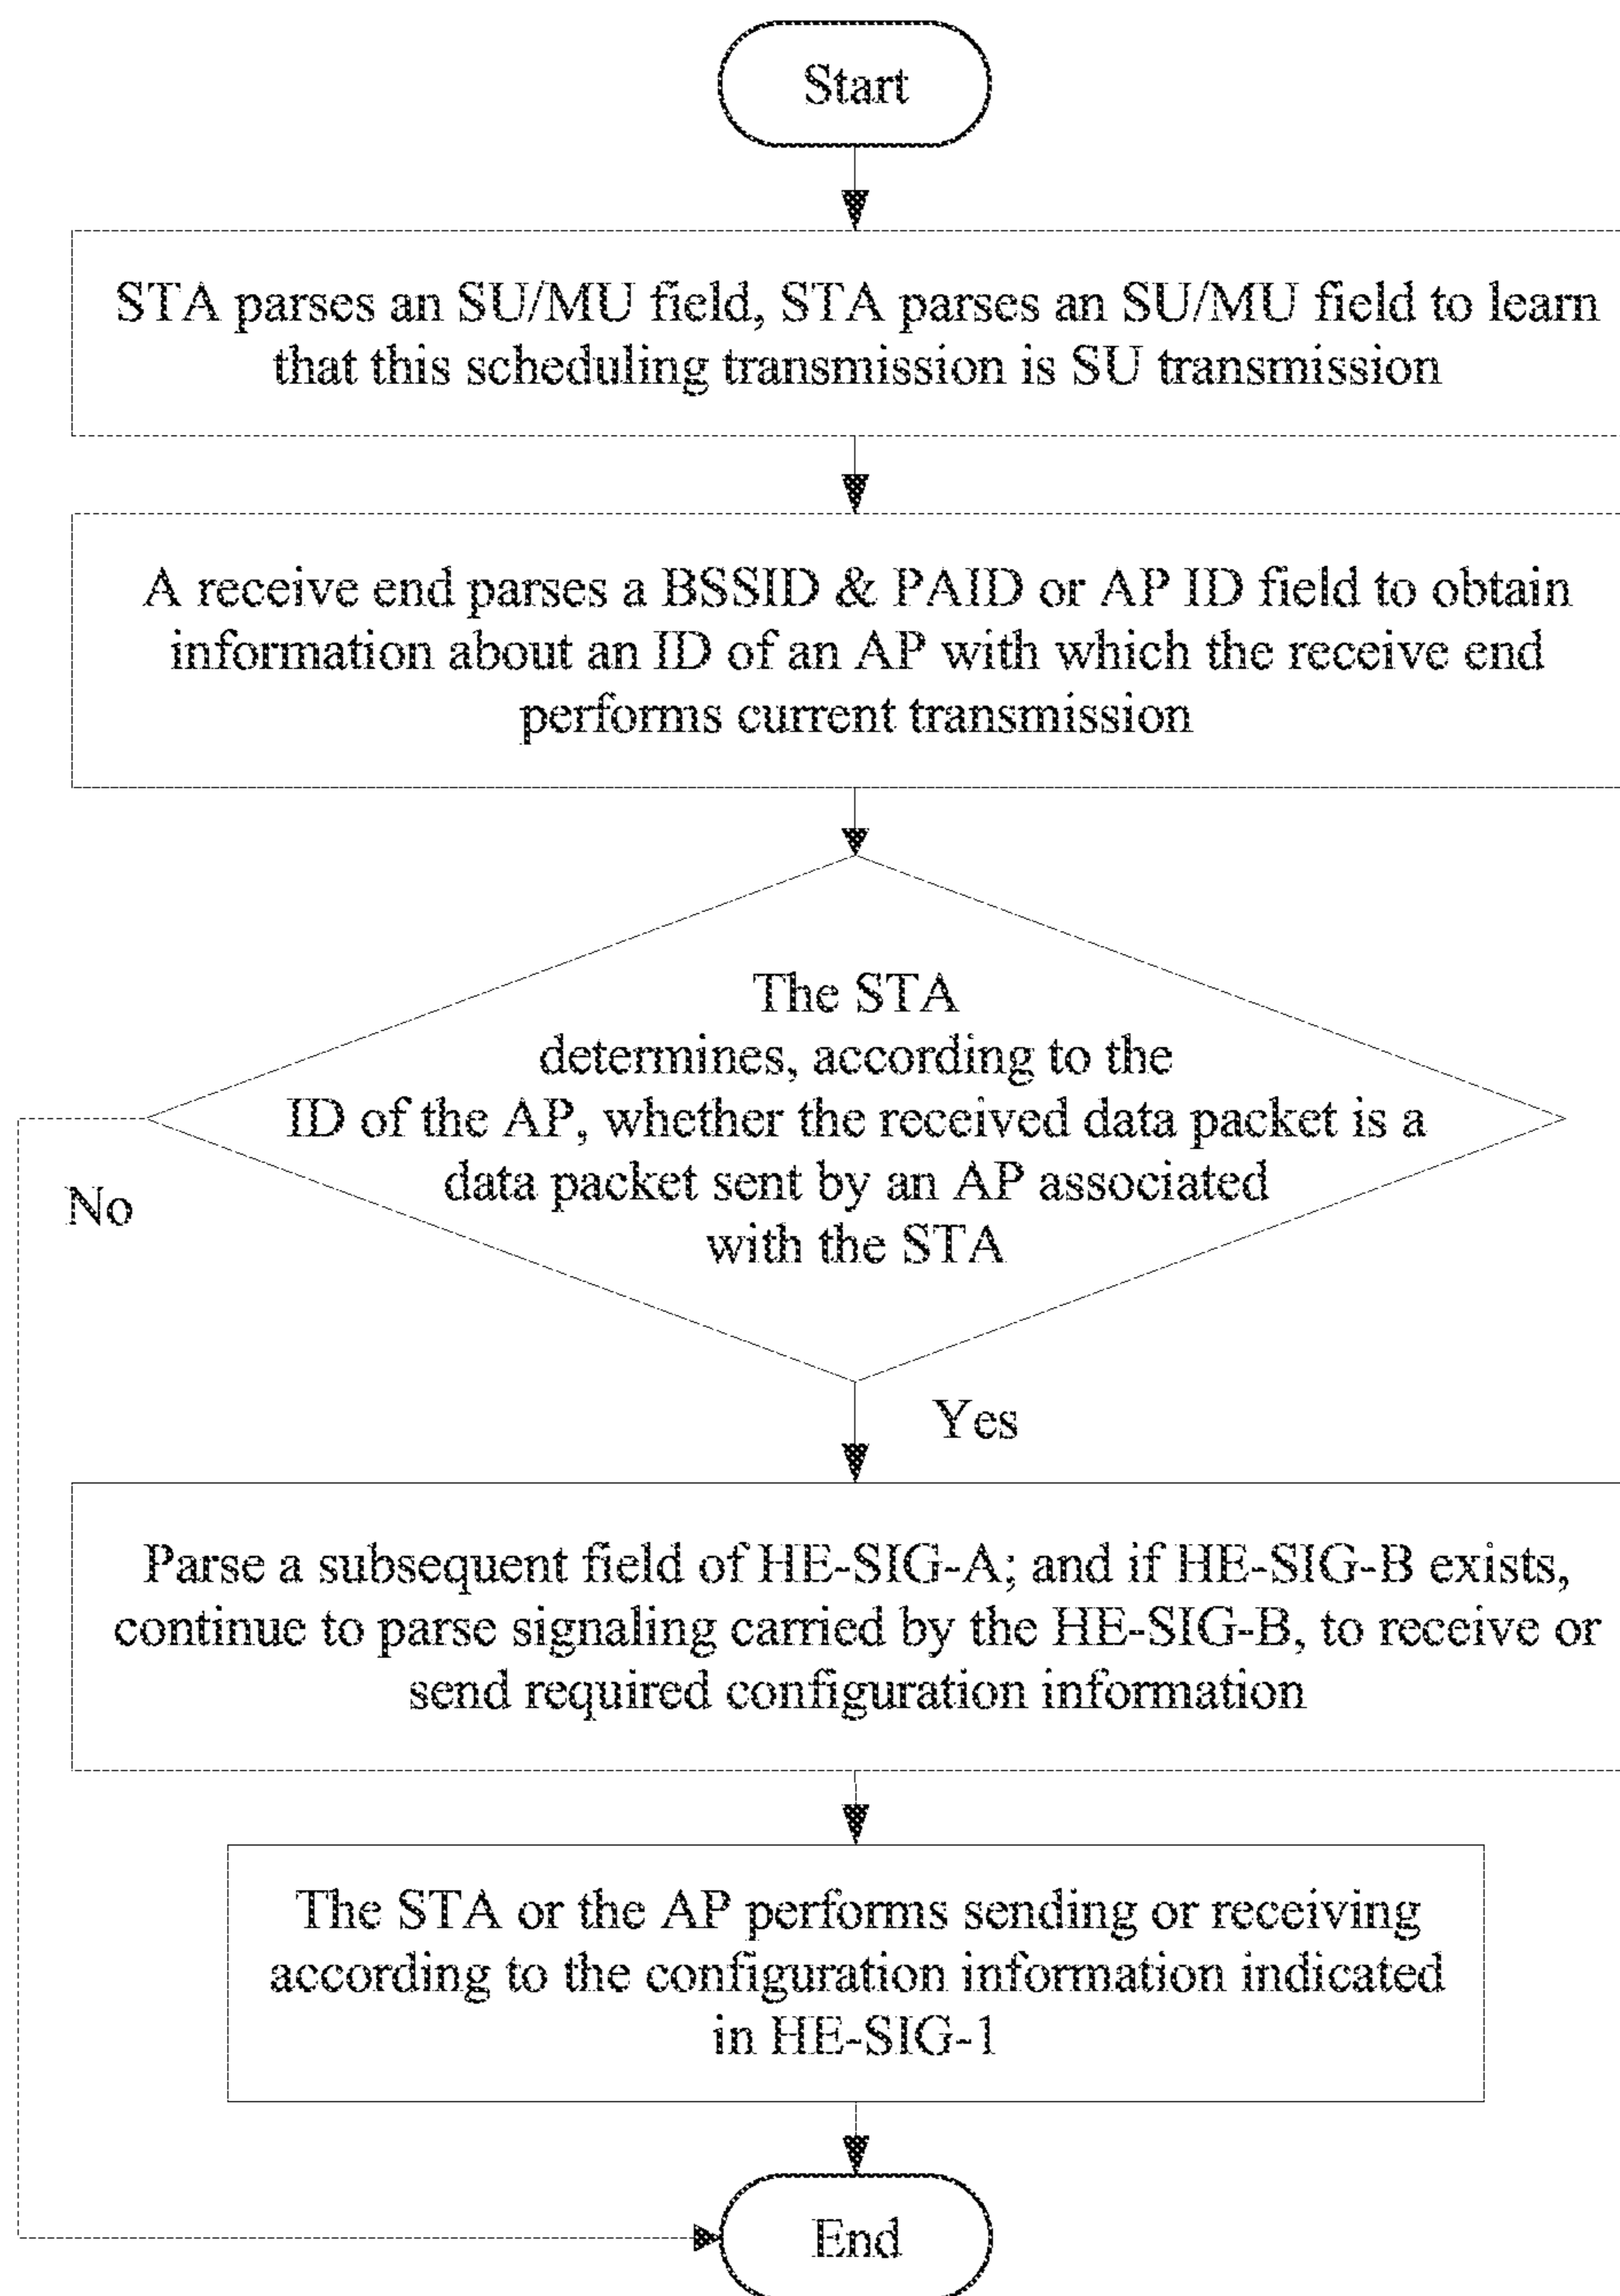 Start
STA parses an SU/MU field, STA parses an SU/MU field to learn
that this scheduling transmission is SU transmission
A receive end parses a BSSID & PAID or AP ID field to obtain
information about an ID of an AP with which the receive end
performs current transmission
The STA
determines, according to the
ID of the AP, whether the received data packet is a
data packet sent by an AP associated
with the STA
No
Yes
Parse a subsequent field of HE-SIG-A; and if HE-SIG-B exists,
continue to parse signaling carried by the HE-SIG-B, to receive or
send required configuration information
The STA or the AP performs sending or receiving
according to the configuration information indicated
in HE-SIG-1
End